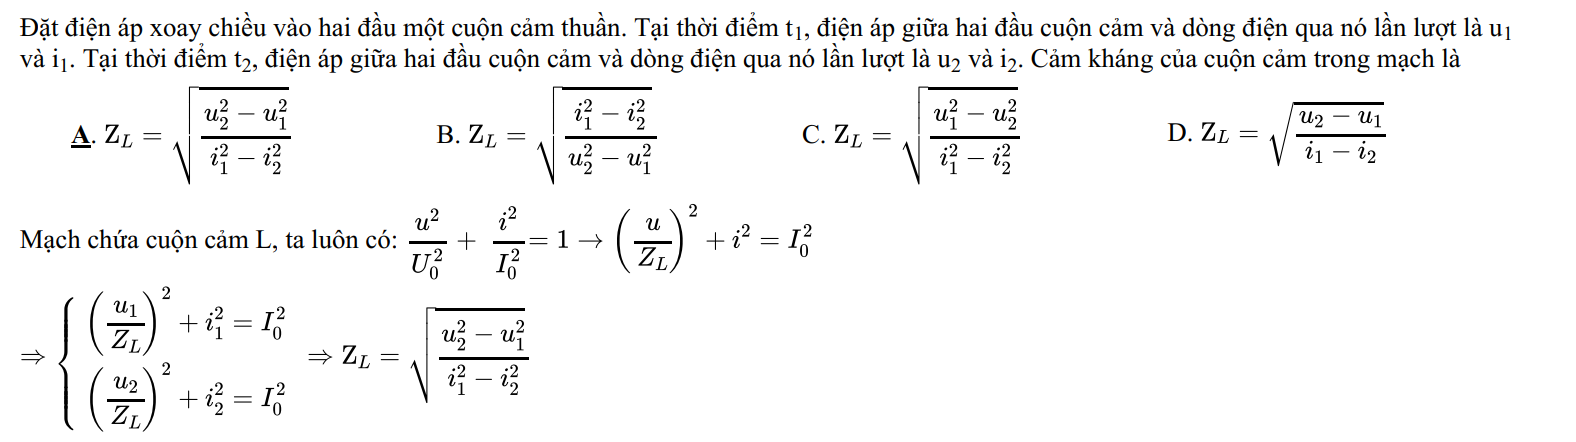 Đặt điện áp xoay chiều vào hai đầu một cuộn cảm thuần. Tại thời điểm t₁, điện áp giữa hai đầu cuộn cảm và dòng điện qua nó lần lượt là u₁
và i₁. Tại thời điểm t₂, điện áp giữa hai đầu cuộn cảm và dòng điện qua nó lần lượt là u₂ và i₂. Cảm kháng của cuộn cảm trong mạch là
A. $Z_L = \sqrt{\frac{u_2^2 - u_1^2}{i_1^2 - i_2^2}}$ B. $Z_L = \sqrt{\frac{i_1^2 - i_2^2}{u_2^2 - u_1^2}}$ C. $Z_L = \sqrt{\frac{u_1^2 - u_2^2}{i_1^2 - i_2^2}}$ D. $Z_L = \sqrt{\frac{u_2 - u_1}{i_1 - i_2}}$
Mạch chứa cuộn cảm L, ta luôn có: $\frac{u^2}{U_0^2} + \frac{i^2}{I_0^2} = 1 \rightarrow \left(\frac{u}{Z_L}\right)^2 + i^2 = I_0^2$
$\Rightarrow \begin{cases} \left(\frac{u_1}{Z_L}\right)^2 + i_1^2 = I_0^2 \\ \left(\frac{u_2}{Z_L}\right)^2 + i_2^2 = I_0^2 \end{cases} \Rightarrow Z_L = \sqrt{\frac{u_2^2 - u_1^2}{i_1^2 - i_2^2}}$